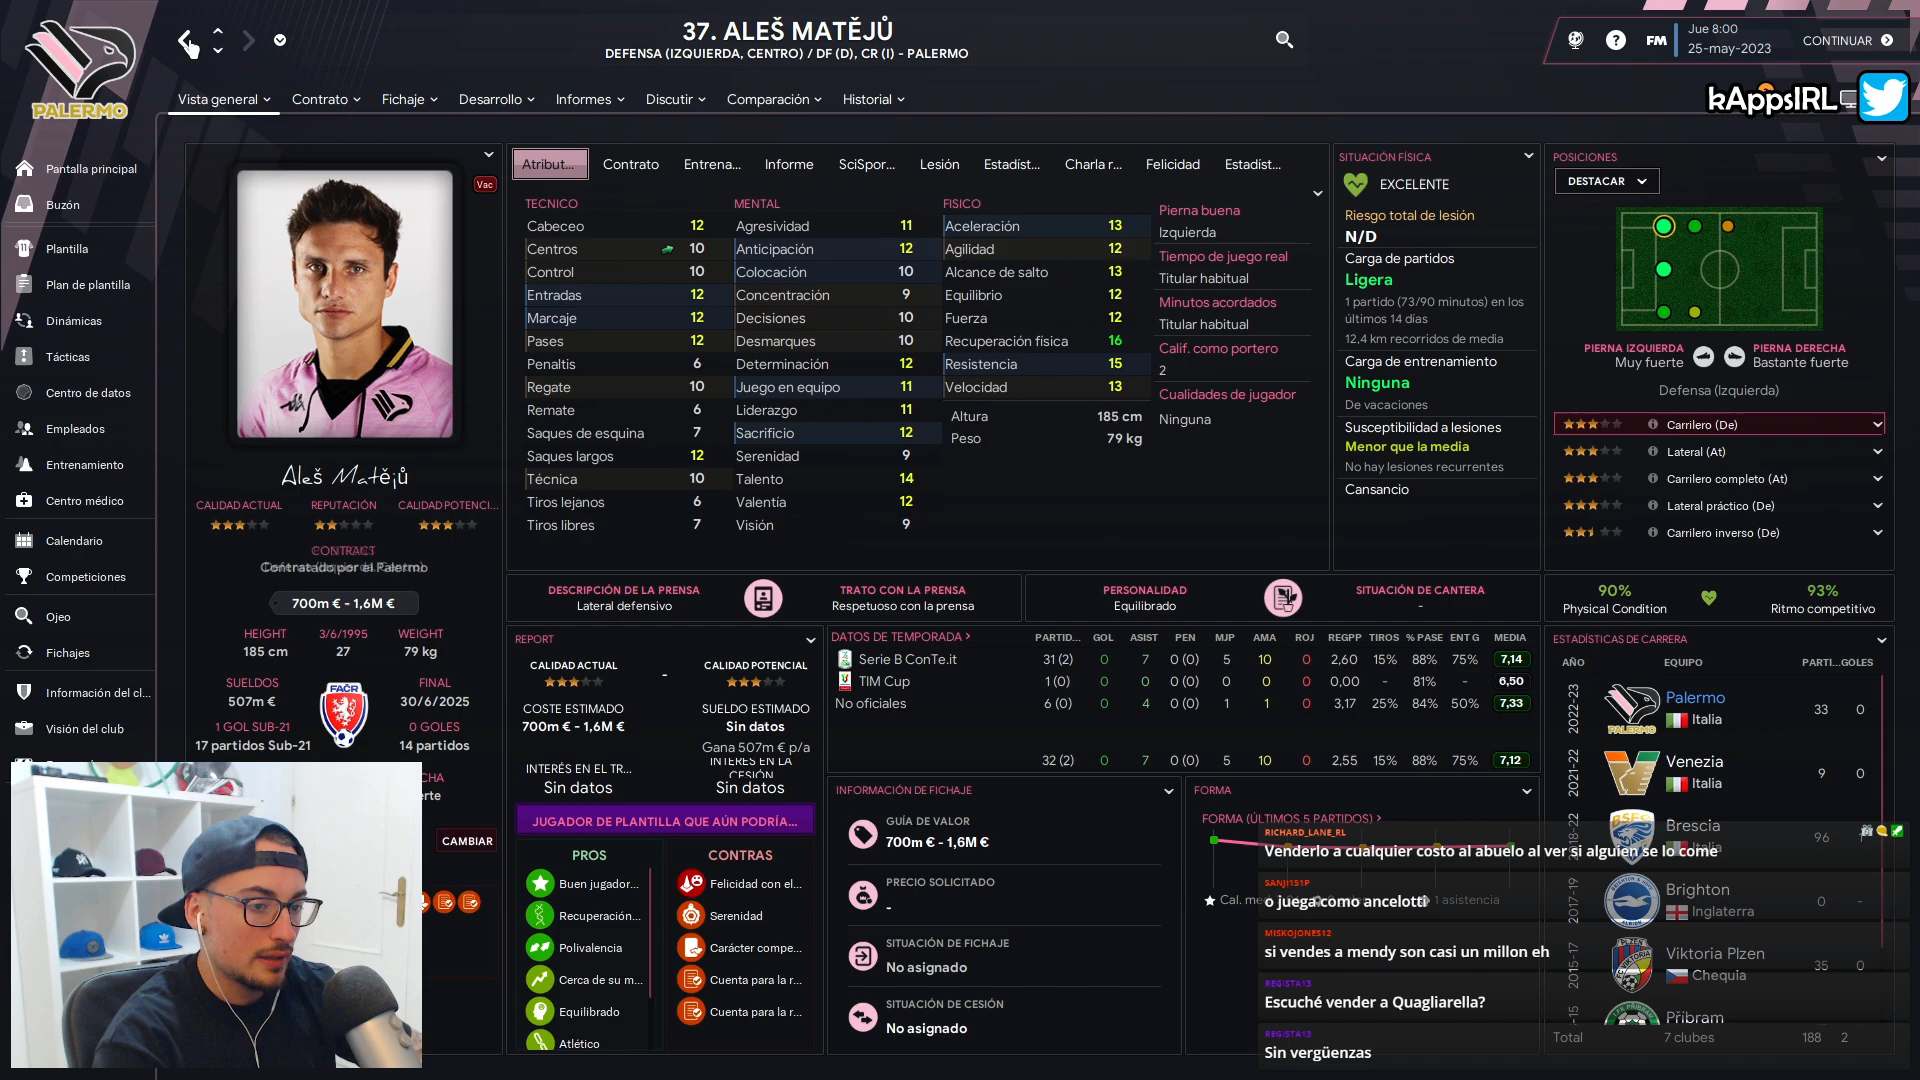 PALERMO
37. ALEŠ MATĚJŮ
DEFENSA (IZQUIERDA, CENTRO) / DF (D), CR (I) - PALERMO
FM
Jue 8:00
25-may-2023
CONTINUAR
kAppsIRL
Vista general
Contrato
Fichaje
Desarrollo
Informes
Discutir
Comparación
Historial
Pantalla principal
Buzón
Plantilla
Plan de plantilla
Dinámicas
Tácticas
Centro de datos
Empleados
Entrenamiento
Centro médico
Calendario
Competiciones
Ojeo
Fichajes
Información del cl...
Visión del club
Vac
Aleš Matějů
CALIDAD ACTUAL
REPUTACIÓN
CALIDAD POTENCI...
CONTRACT
Contratado por el Palermo
700m € - 1,6M €
HEIGHT 3/6/1995 WEIGHT
185 cm 27 79 kg
SUELDOS FINAL
507m € FAČR 30/6/2025
1 GOL SUB-21 0 GOLES
17 partidos Sub-21 14 partidos
CAMBIAR
Atribut...
Contrato
Entrena...
Informe
SciSpor...
Lesión
Estadíst...
Charla r...
Felicidad
Estadíst...
TECNICO
Cabeceo 12
Centros 10
Control 10
Entradas 12
Marcaje 12
Pases 12
Penaltis 6
Regate 10
Remate 6
Saques de esquina 7
Saques largos 12
Técnica 10
Tiros lejanos 6
Tiros libres 7
MENTAL
Agresividad 11
Anticipación 12
Colocación 10
Concentración 9
Decisiones 10
Desmarques 10
Determinación 12
Juego en equipo 11
Liderazgo 11
Sacrificio 12
Serenidad 9
Talento 14
Valentía 12
Visión 9
FISICO
Aceleración 13
Agilidad 12
Alcance de salto 13
Equilibrio 12
Fuerza 12
Recuperación física 16
Resistencia 15
Velocidad 13
Altura 185 cm
Peso 79 kg
Pierna buena
Izquierda
Tiempo de juego real
Titular habitual
Minutos acordados
Titular habitual
Calif. como portero
2
Cualidades de jugador
Ninguna
SITUACIÓN FÍSICA
EXCELENTE
Riesgo total de lesión
N/D
Carga de partidos
Ligera
1 partido (73/90 minutos) en los
últimos 14 días
12,4 km recorridos de media
Carga de entrenamiento
Ninguna
De vacaciones
Susceptibilidad a lesiones
Menor que la media
No hay lesiones recurrentes
Cansancio
POSICIONES
DESTACAR
PIERNA IZQUIERDA
Muy fuerte
PIERNA DERECHA
Bastante fuerte
Defensa (Izquierda)
Carrilero (De)
Lateral (At)
Carrilero completo (At)
Lateral práctico (De)
Carrilero inverso (De)
DESCRIPCIÓN DE LA PRENSA
Lateral defensivo
TRATO CON LA PRENSA
Respetuoso con la prensa
PERSONALIDAD
Equilibrado
SITUACIÓN DE CANTERA
-
90%
Physical Condition
93%
Ritmo competitivo
REPORT
CALIDAD ACTUAL
-
CALIDAD POTENCIAL
COSTE ESTIMADO
700m € - 1,6M €
SUELDO ESTIMADO
Sin datos
Gana 507m € p/a
INTERÉS EN EL TR...
Sin datos
INTERÉS EN LA
CESIÓN
Sin datos
JUGADOR DE PLANTILLA QUE AÚN PODRÍA...
PROS
Buen jugador...
Recuperación...
Polivalencia
Cerca de su m...
Equilibrado
Atlético
CONTRAS
Felicidad con el...
Serenidad
Carácter compe...
Cuenta para la r...
Cuenta para la r...
DATOS DE TEMPORADA > PARTID... GOL ASIST PEN MJP AMA ROJ REGPP TIROS % PASE ENT G MEDIA
Serie B ConTe.it 31 (2) 0 7 0 (0) 5 10 0 2,60 15% 88% 75% 7,14
TIM Cup 1 (0) 0 0 0 (0) 0 0 0 0,00 - 81% - 6,50
No oficiales 6 (0) 0 4 0 (0) 1 1 0 3,17 25% 84% 50% 7,33
32 (2) 0 7 0 (0) 5 10 0 2,55 15% 88% 75% 7,12
INFORMACIÓN DE FICHAJE
GUÍA DE VALOR
700m € - 1,6M €
PRECIO SOLICITADO
-
SITUACIÓN DE FICHAJE
No asignado
SITUACIÓN DE CESIÓN
No asignado
FORMA
FORMA (ÚLTIMOS 5 PARTIDOS) >
RICHARD_LANE_RL
Venderlo a cualquier costo al abuelo al ver si alguien se lo come
SANJI151P
o juegan como ancelotti
1 asistencia
MISKOJONES12
si vendes a mendy son casi un millon eh
REGISTA13
Escuché vender a Quagliarella?
REGISTA13
Sin vergüenzas
ESTADÍSTICAS DE CARRERA
AÑO EQUIPO PARTI... GOLES
2022-23 Palermo Italia 33 0
2021-22 Venezia Italia 9 0
Brescia Italia 96
2017-19 Brighton Inglaterra 0 -
2015-17 Viktoria Plzen Chequia 35 0
Příbram
Total 7 clubes 188 2